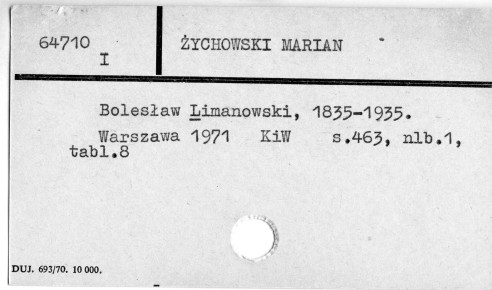 64710
I
ŻYCHOWSKI MARIAN
Bolesław Limanowski, 1835-1935.
Warszawa 1971 KiW s.463, nlb.1,
tabl.8
DUJ. 693/70. 10 000.